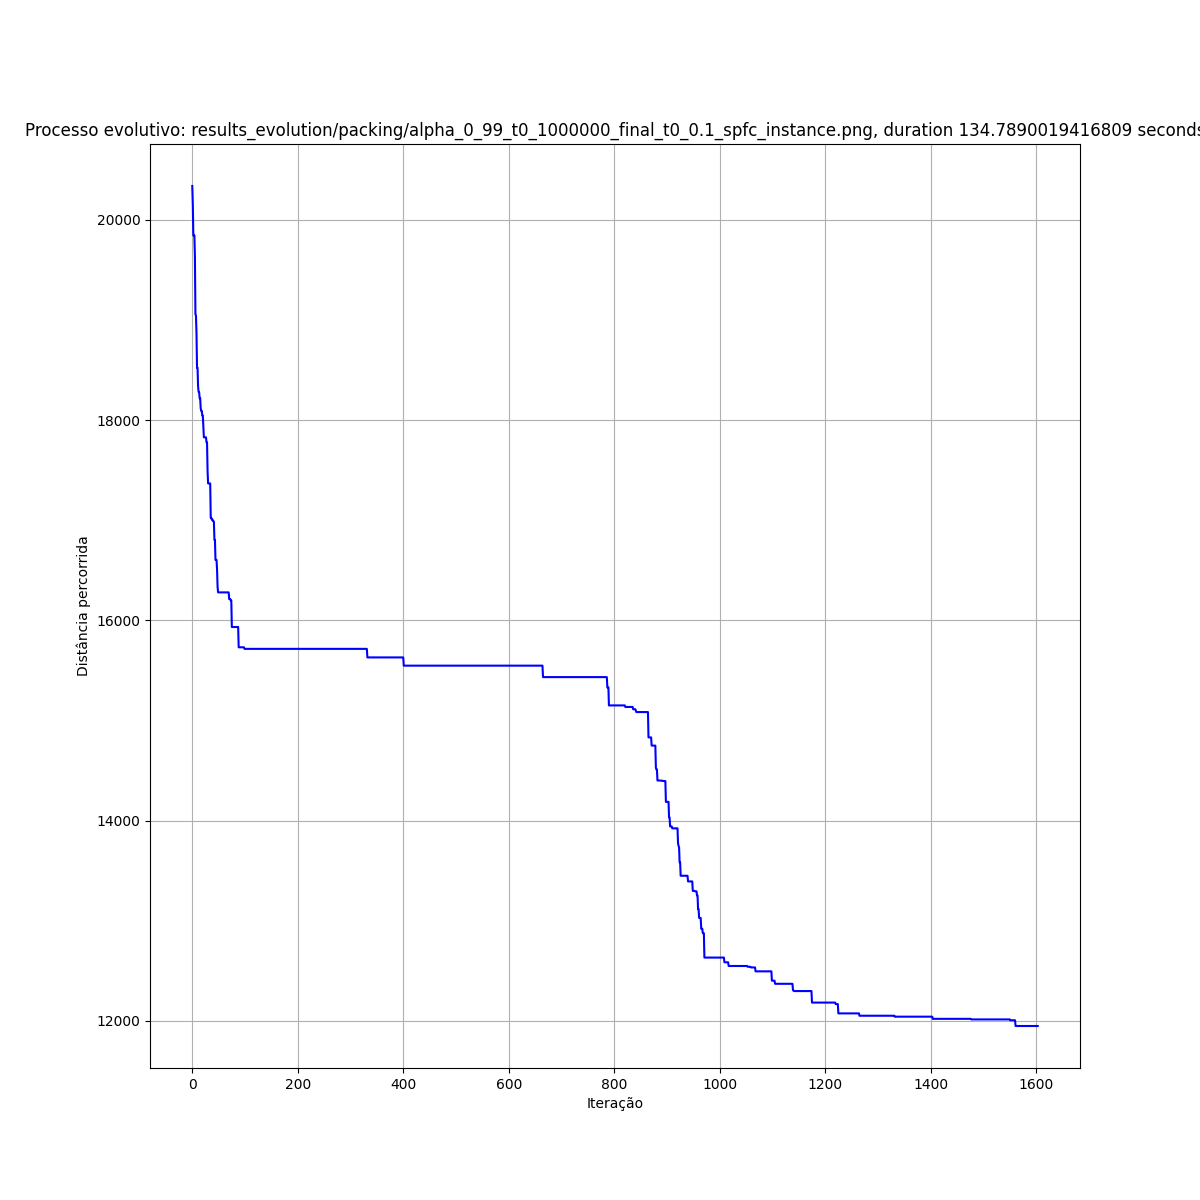 Processo evolutivo: results_evolution/packing/alpha_0_99_t0_1000000_final_t0_0.1_spfc_instance.png, duration 134.7890019416809 seconds
20000
18000
16000
14000
12000
Distância percorrida
0 200 400 600 800 1000 1200 1400 1600
Iteração